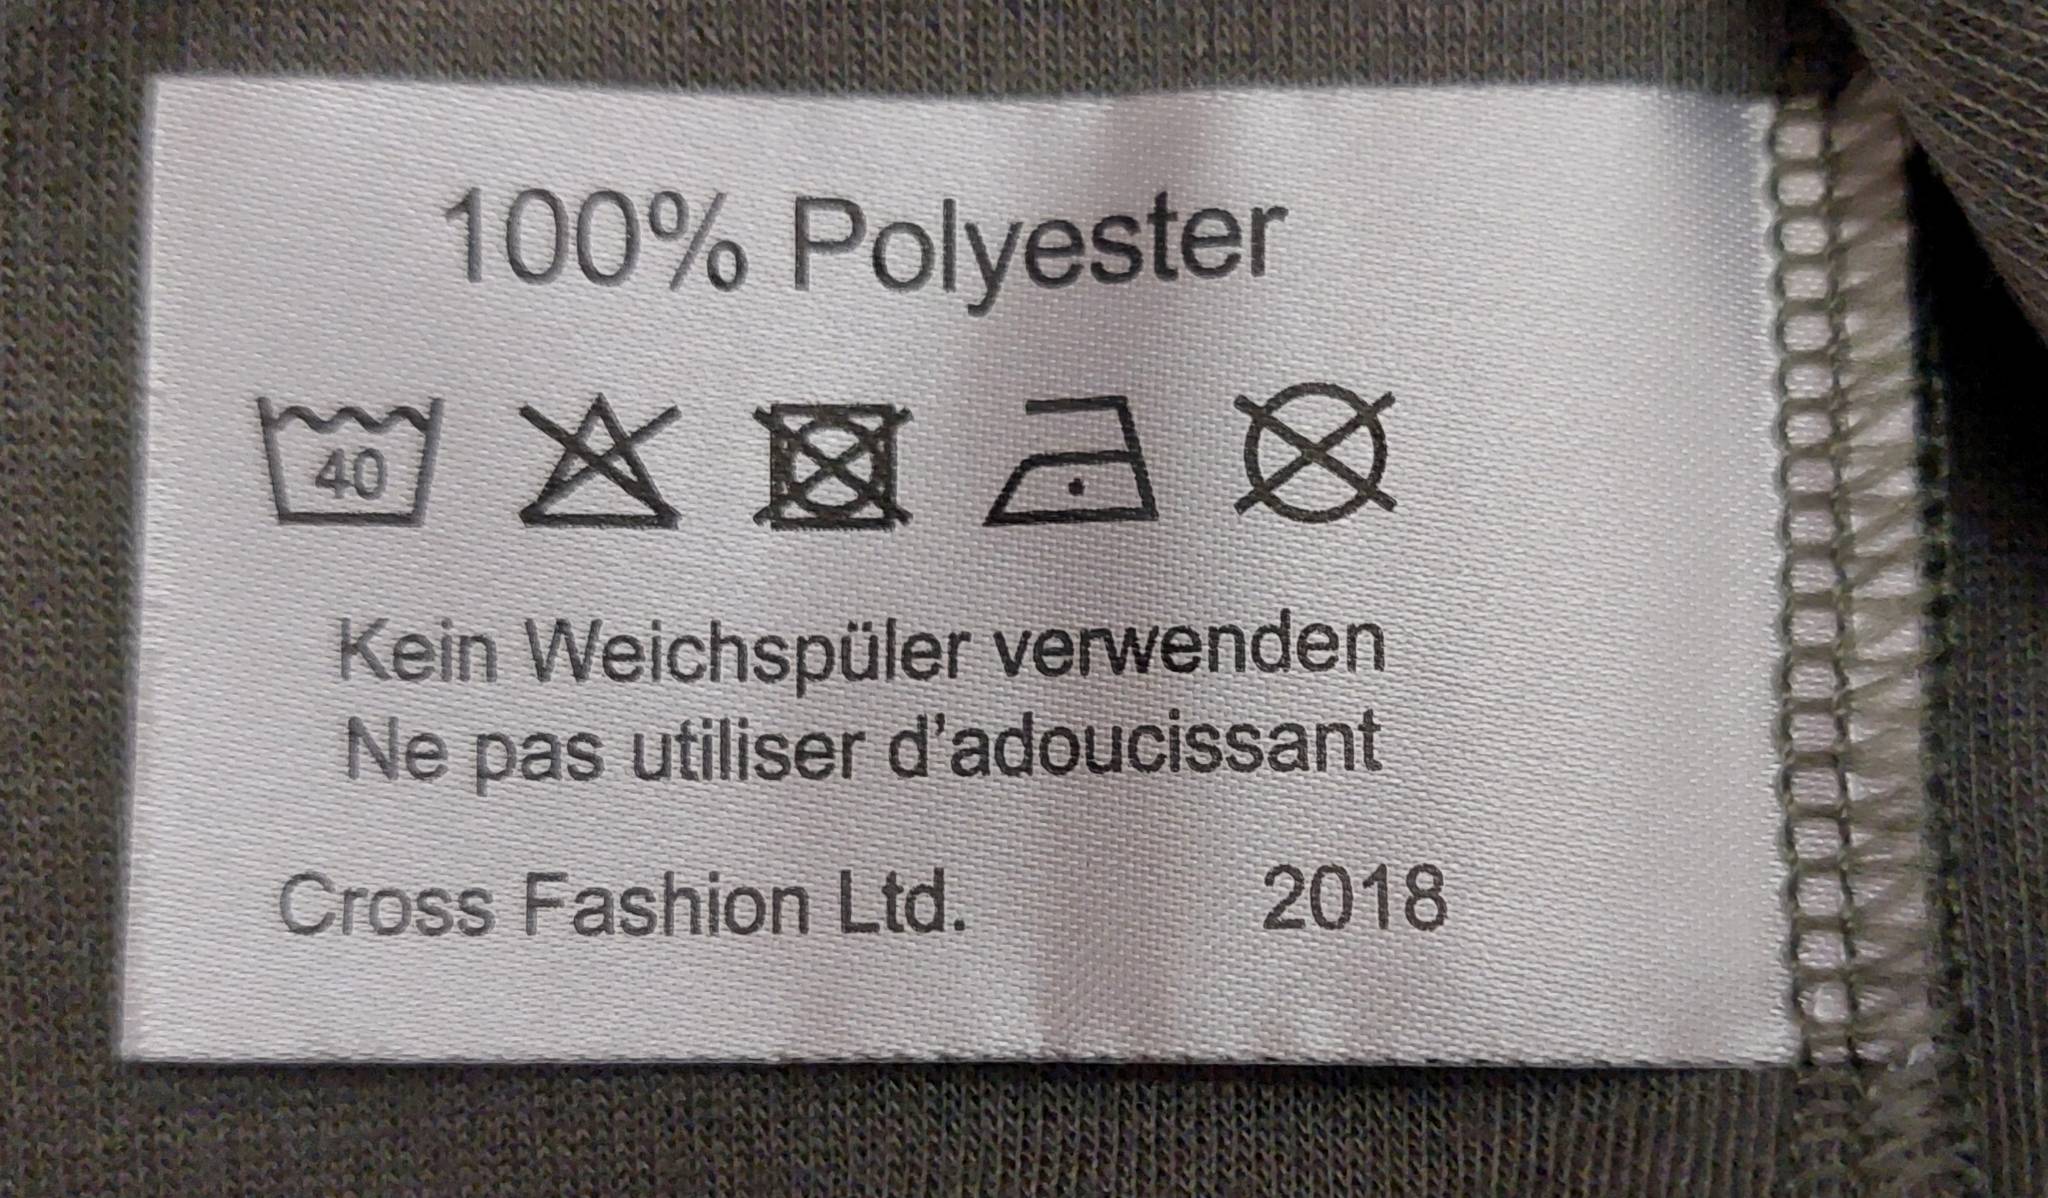 100% Polyester
40
Kein Weichspüler verwenden
Ne pas utiliser d'adoucissant
Cross Fashion Ltd. 2018